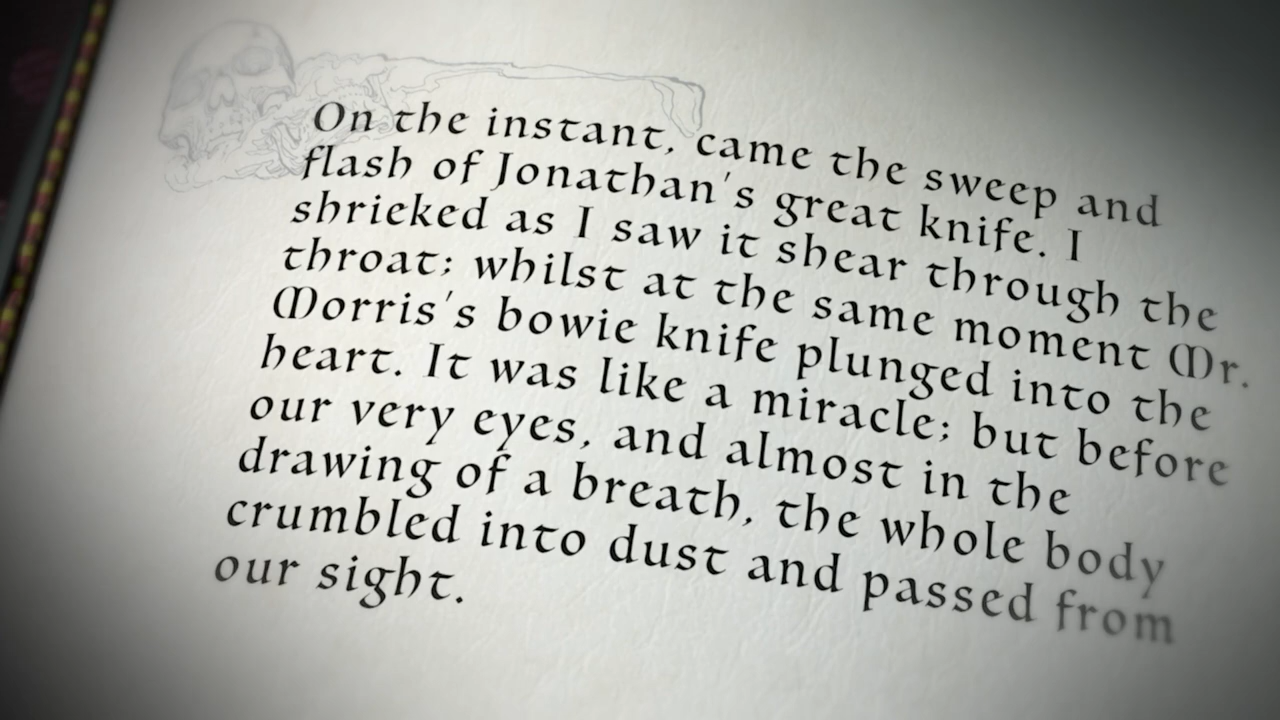 On the instant, came the sweep and
flash of Jonathan's great knife. I
shrieked as I saw it shear through the
throat; whilst at the same moment Mr.
Morris's bowie knife plunged into the
heart. It was like a miracle; but before
our very eyes, and almost in the
drawing of a breath, the whole body
crumbled into dust and passed from
our sight.